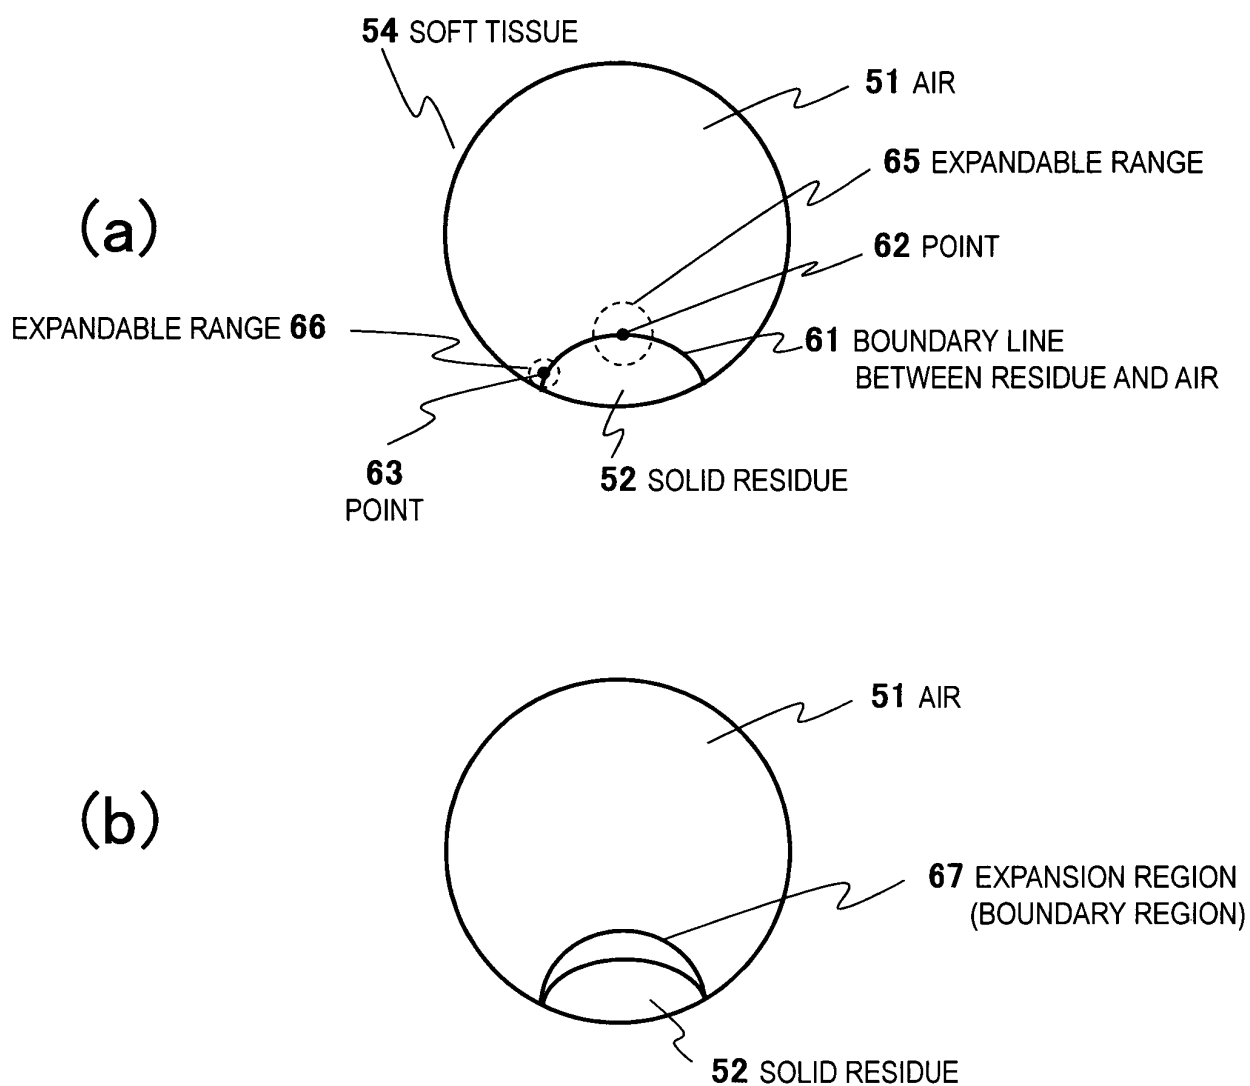 54 SOFT TISSUE
51 AIR
65 EXPANDABLE RANGE
(a)
62 POINT
EXPANDABLE RANGE 66
61 BOUNDARY LINE
BETWEEN RESIDUE AND AIR
63
POINT
52 SOLID RESIDUE
51 AIR
(b)
67 EXPANSION REGION
(BOUNDARY REGION)
52 SOLID RESIDUE